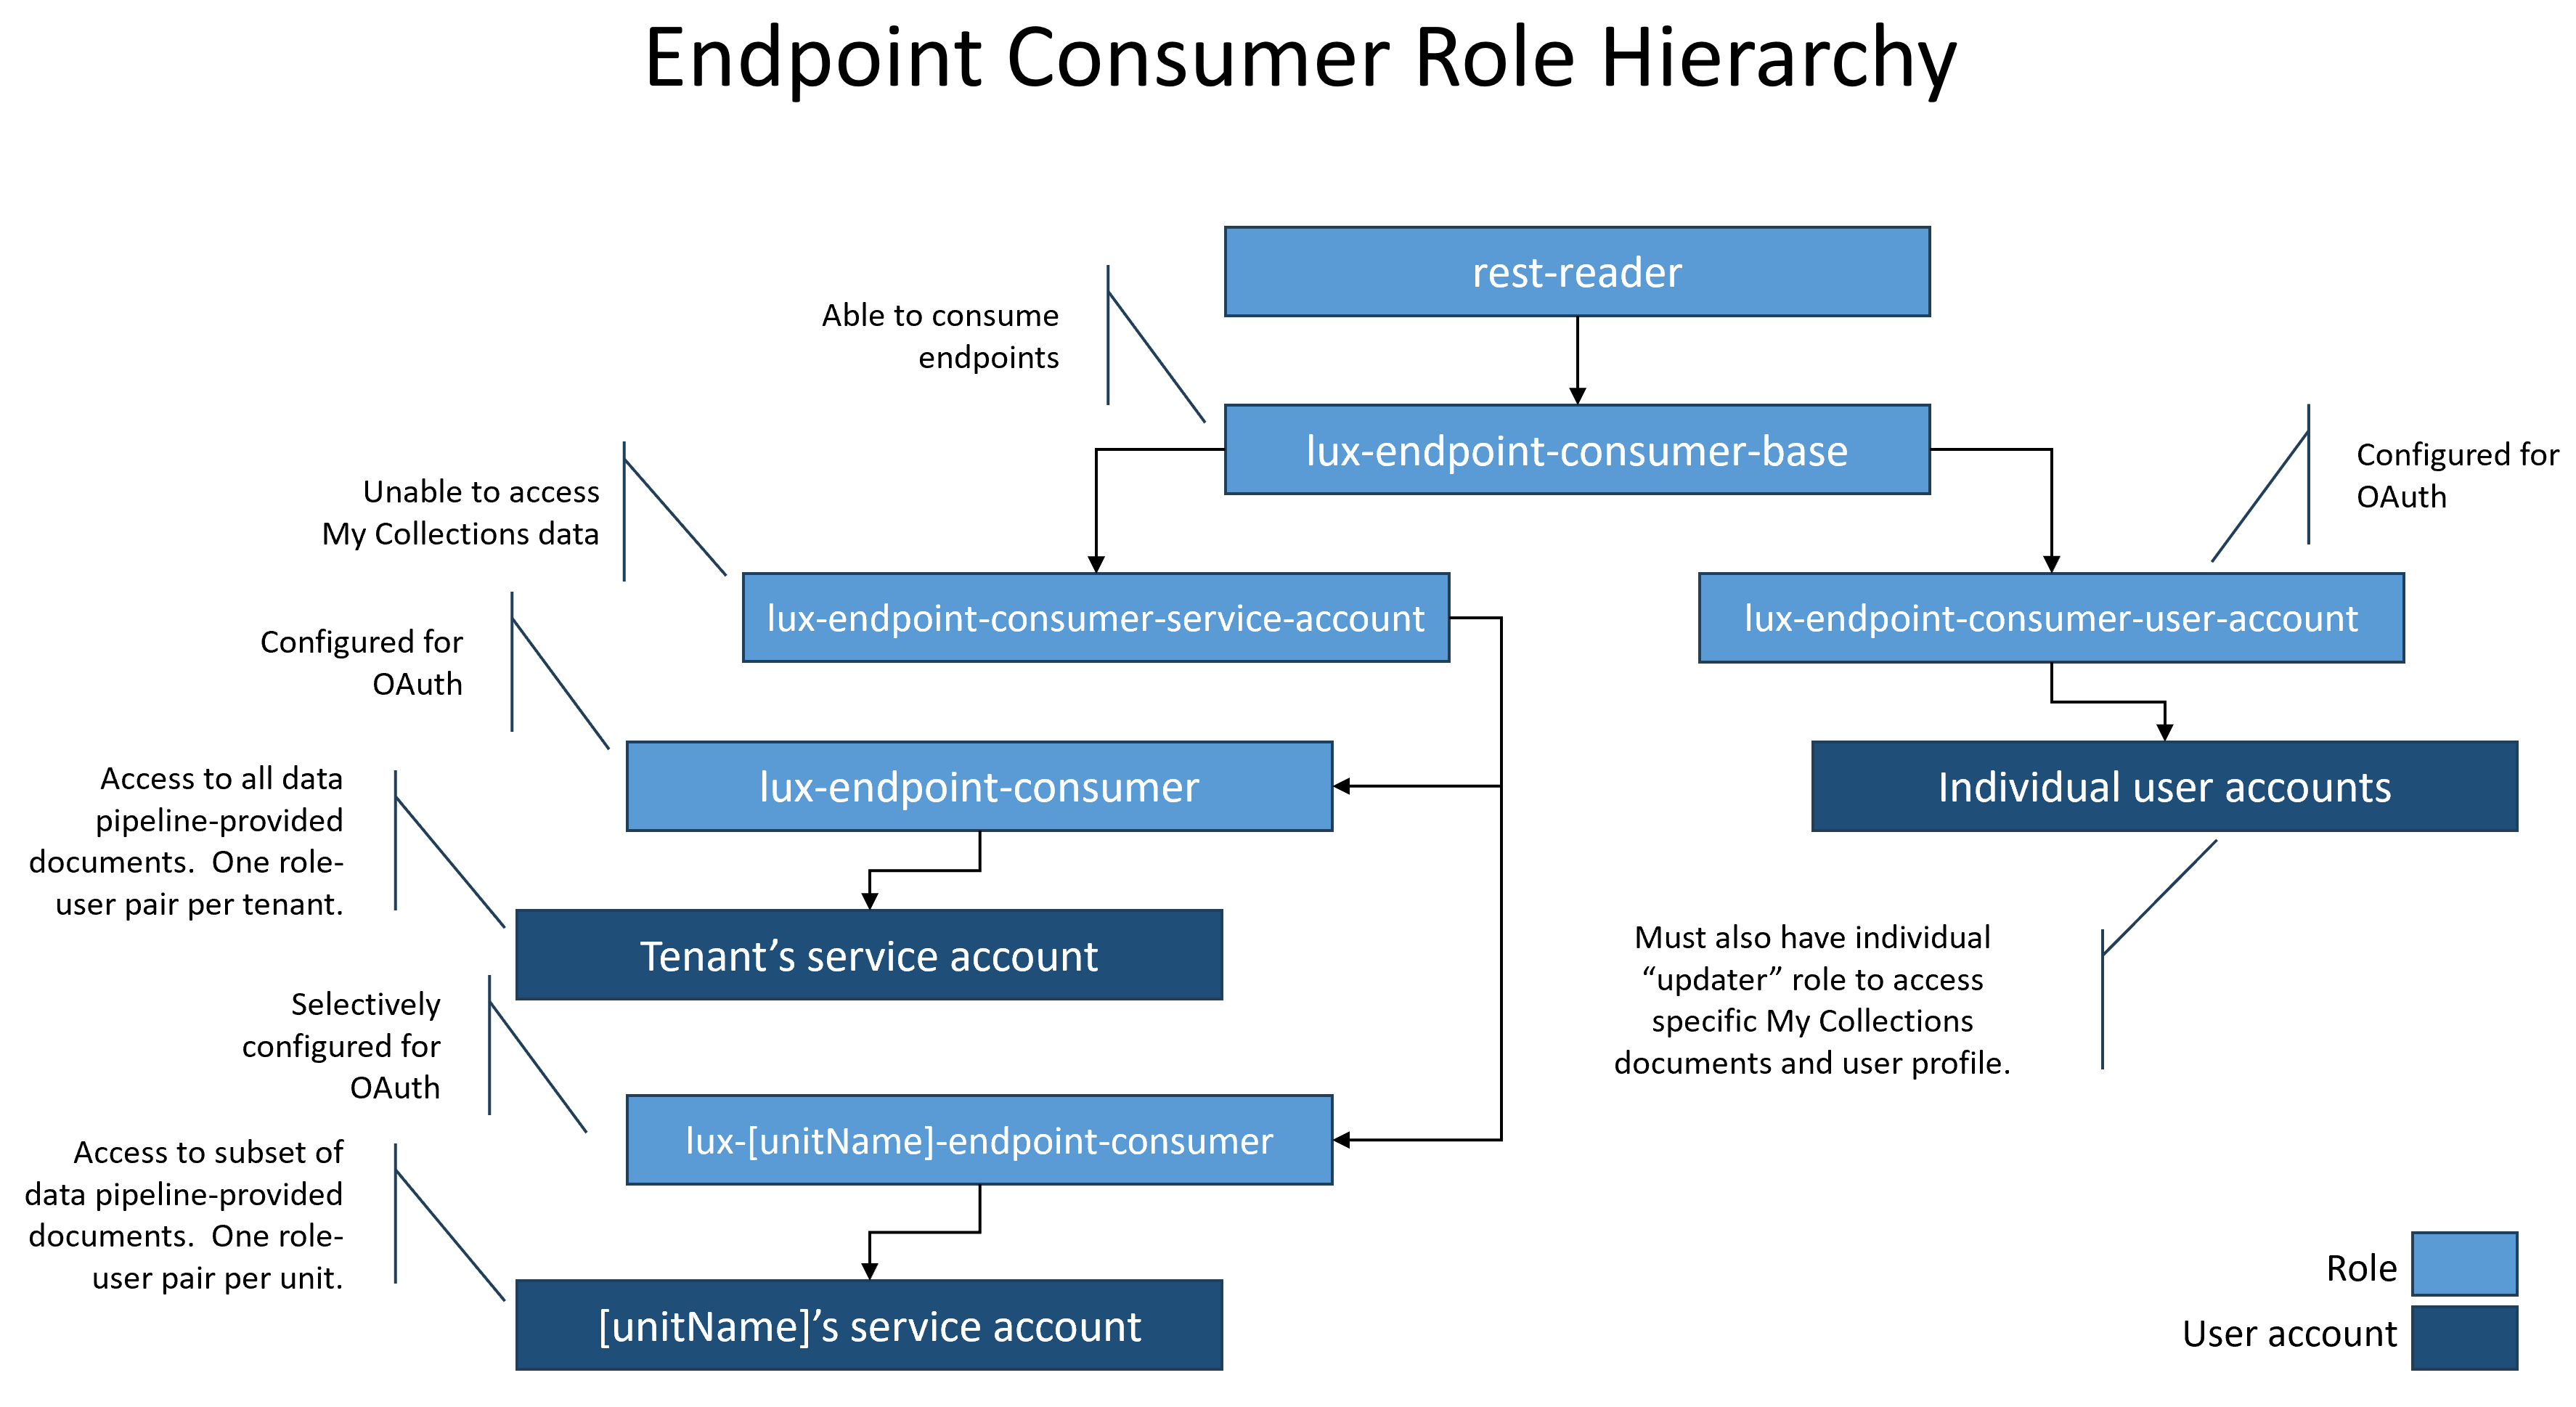 Endpoint Consumer Role Hierarchy
rest-reader
Able to consume
endpoints
lux-endpoint-consumer-base
Configured for
OAuth
Unable to access
My Collections data
lux-endpoint-consumer-service-account
lux-endpoint-consumer-user-account
Configured for
OAuth
lux-endpoint-consumer
Individual user accounts
Access to all data
pipeline-provided
documents.  One role-
user pair per tenant.
Tenant’s service account
Must also have individual
“updater” role to access
specific My Collections
documents and user profile.
Selectively
configured for
OAuth
lux-[unitName]-endpoint-consumer
Access to subset of
data pipeline-provided
documents.  One role-
user pair per unit.
[unitName]’s service account
Role
User account